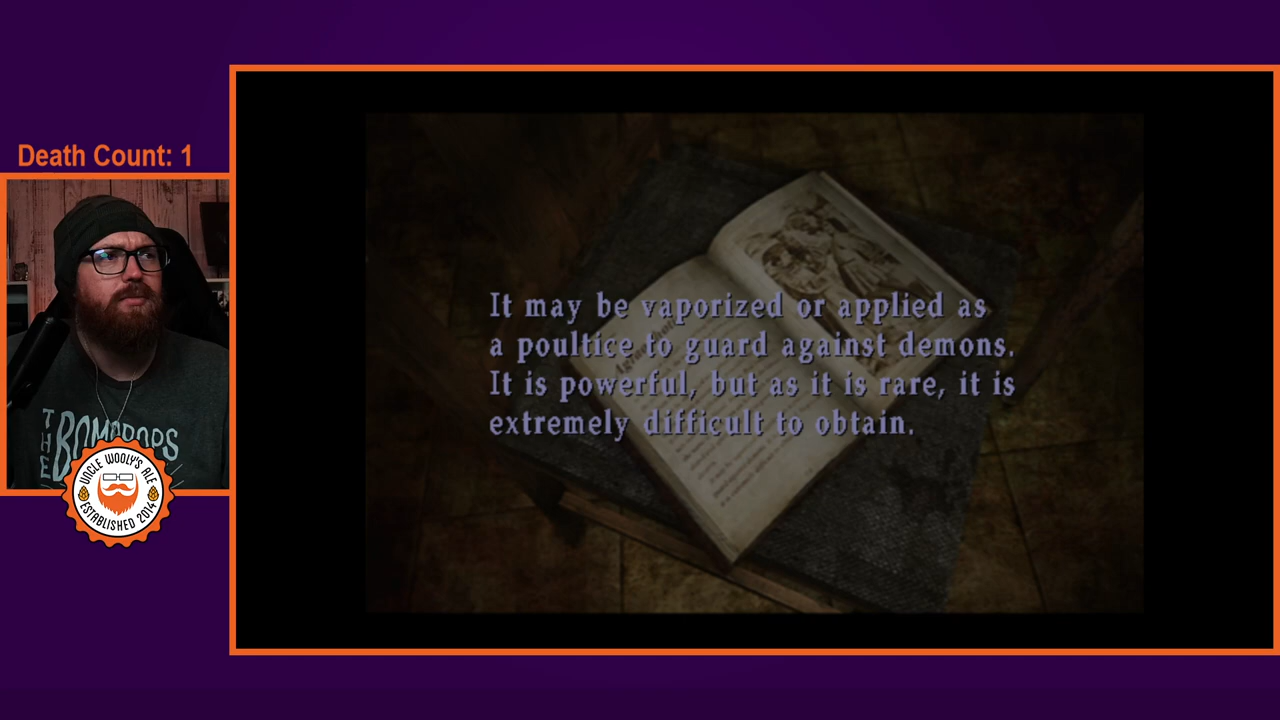 Death Count: 1
It may be vaporized or applied as
a poultice to guard against demons.
It is powerful, but as it is rare, it is
extremely difficult to obtain.
THE BOMBPOPS
UNCLE WOOLY'S ALE
ESTABLISHED 2014